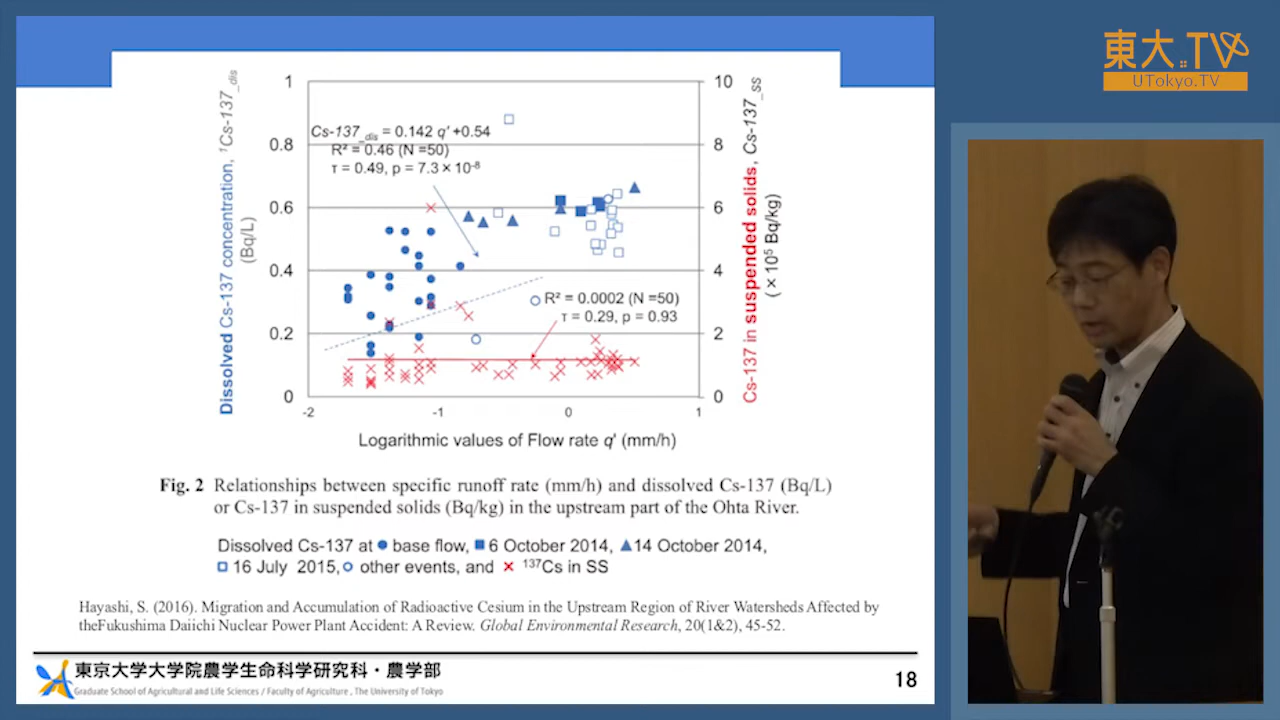 東大.TV
UTokyo.TV
Dissolved Cs-137 concentration, ¹Cs-137_dis
(Bq/L)
1
0.8
0.6
0.4
0.2
0
Cs-137_dis = 0.142 q' +0.54
R² = 0.46 (N =50)
τ = 0.49, p = 7.3 × 10⁻⁸
R² = 0.0002 (N =50)
τ = 0.29, p = 0.93
10
8
6
4
2
0
Cs-137 in suspended solids, Cs-137_SS
(×10⁵ Bq/kg)
-2 -1 0 1
Logarithmic values of Flow rate q' (mm/h)
Fig. 2 Relationships between specific runoff rate (mm/h) and dissolved Cs-137 (Bq/L)
or Cs-137 in suspended solids (Bq/kg) in the upstream part of the Ohta River.
Dissolved Cs-137 at ● base flow, ■ 6 October 2014, ▲14 October 2014,
□ 16 July 2015, ○ other events, and × ¹³⁷Cs in SS
Hayashi, S. (2016). Migration and Accumulation of Radioactive Cesium in the Upstream Region of River Watersheds Affected by
theFukushima Daiichi Nuclear Power Plant Accident: A Review. Global Environmental Research, 20(1&2), 45-52.
東京大学大学院農学生命科学研究科・農学部
Graduate School of Agricultural and Life Sciences / Faculty of Agriculture , The University of Tokyo
18